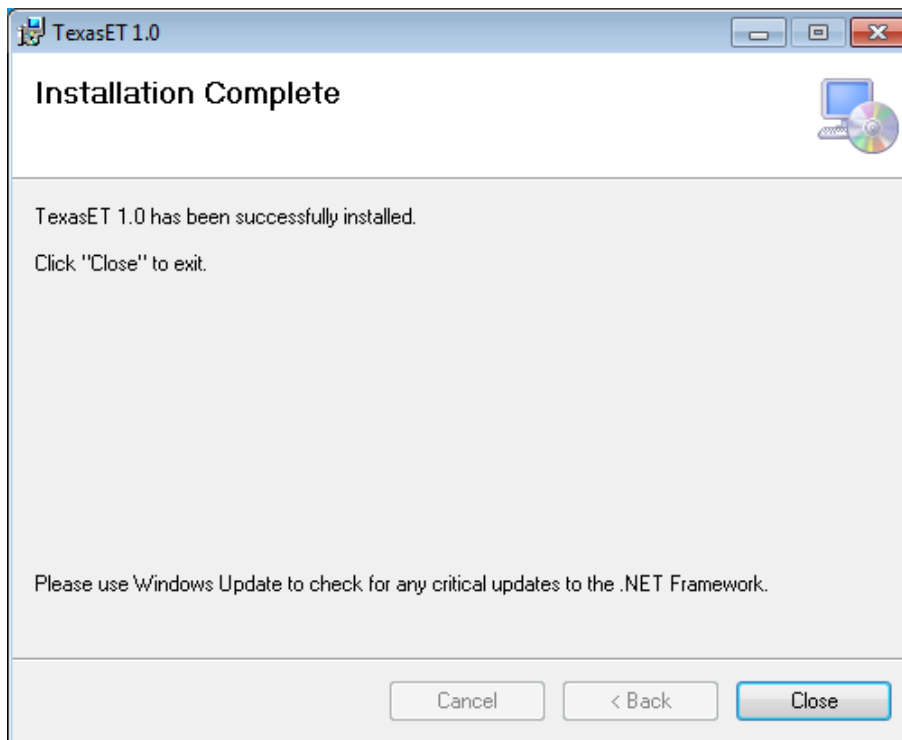 TexasET 1.0
Installation Complete
TexasET 1.0 has been successfully installed.
Click "Close" to exit.
Please use Windows Update to check for any critical updates to the .NET Framework.
Cancel
< Back
Close